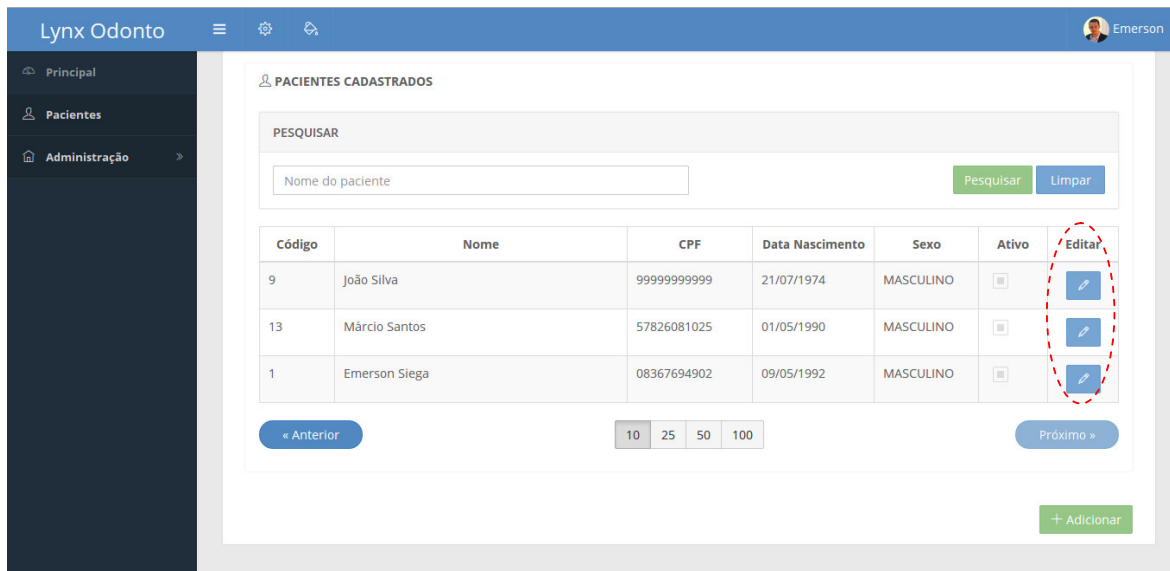 Lynx Odonto
Emerson
Principal
Pacientes
Administração
PACIENTES CADASTRADOS
PESQUISAR
Nome do paciente
Pesquisar
Limpar
Código Nome CPF Data Nascimento Sexo Ativo Editar
9 João Silva 99999999999 21/07/1974 MASCULINO
13 Márcio Santos 57826081025 01/05/1990 MASCULINO
1 Emerson Siega 08367694902 09/05/1992 MASCULINO
« Anterior 10 25 50 100 Próximo »
+ Adicionar